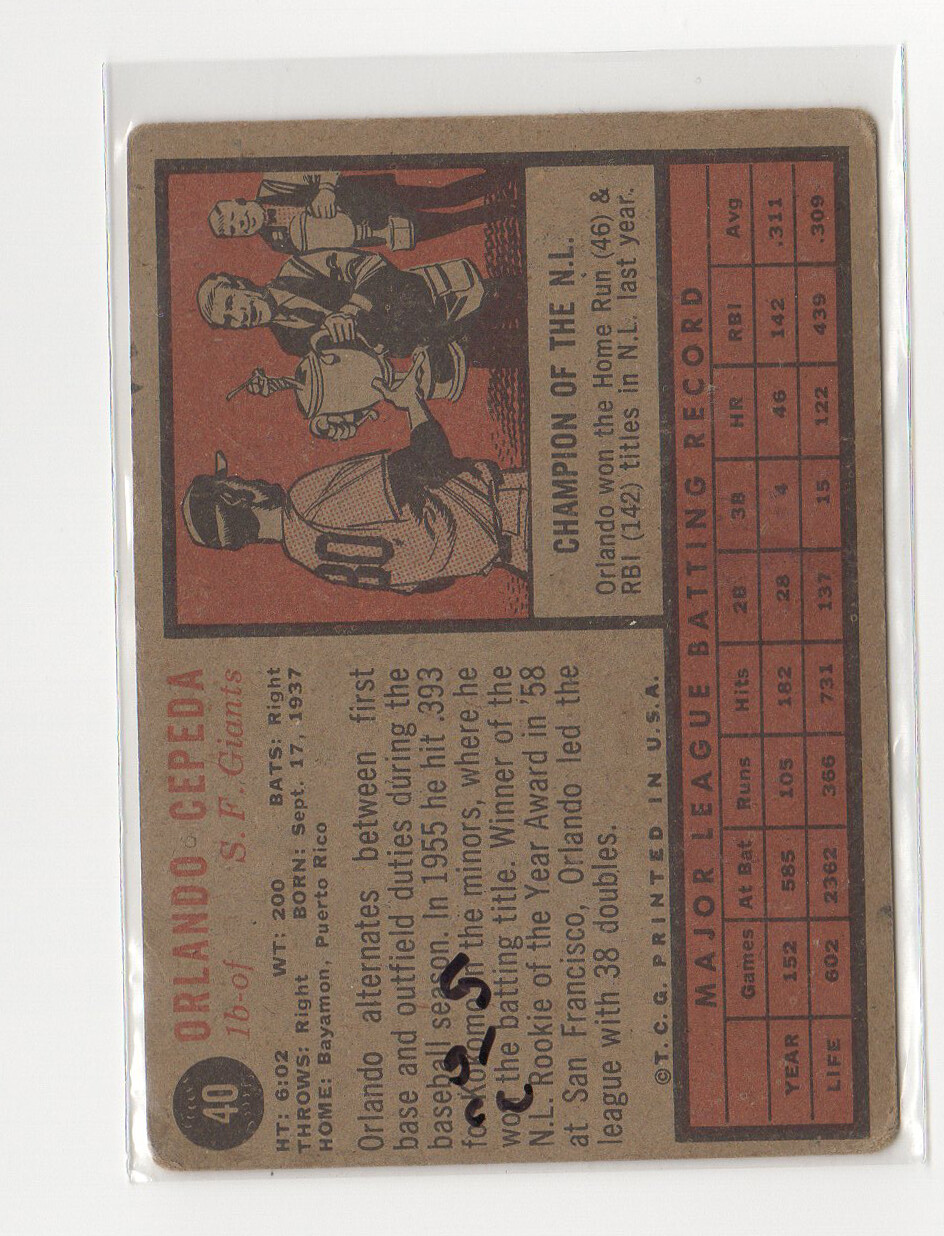 40
ORLANDO CEPEDA
1b-of S. F. Giants
HT: 6:02 WT: 200 BATS: Right
THROWS: Right BORN: Sept. 17, 1937
HOME: Bayamon, Puerto Rico
Orlando alternates between first
base and outfield duties during the
baseball season. In 1955 he hit .393
for Kokomo in the minors, where he
won the batting title. Winner of the
N.L. Rookie of the Year Award in '58
at San Francisco, Orlando led the
league with 38 doubles.
©T. C. G. PRINTED IN U.S.A.
80
CHAMPION OF THE N.L.
Orlando won the Home Run (46) &
RBI (142) titles in N.L. last year.
MAJOR LEAGUE BATTING RECORD
Games At Bat Runs Hits 2B 3B HR RBI Avg
YEAR 152 585 105 182 28 4 46 142 .311
LIFE 602 2362 366 731 137 15 122 439 .309